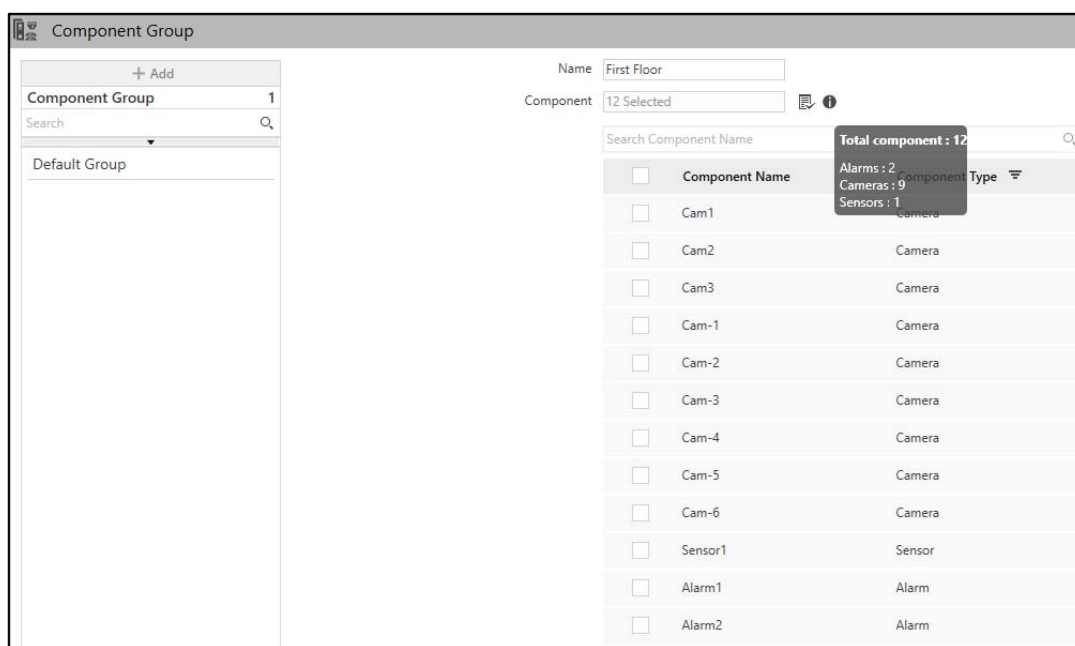 Component Group
+ Add
Component Group 1
Search
Default Group
Name First Floor
Component 12 Selected
Search Component Name
Total component : 12
Alarms : 2
Cameras : 9
Sensors : 1
Component Name Component Type
Cam1 Camera
Cam2 Camera
Cam3 Camera
Cam-1 Camera
Cam-2 Camera
Cam-3 Camera
Cam-4 Camera
Cam-5 Camera
Cam-6 Camera
Sensor1 Sensor
Alarm1 Alarm
Alarm2 Alarm